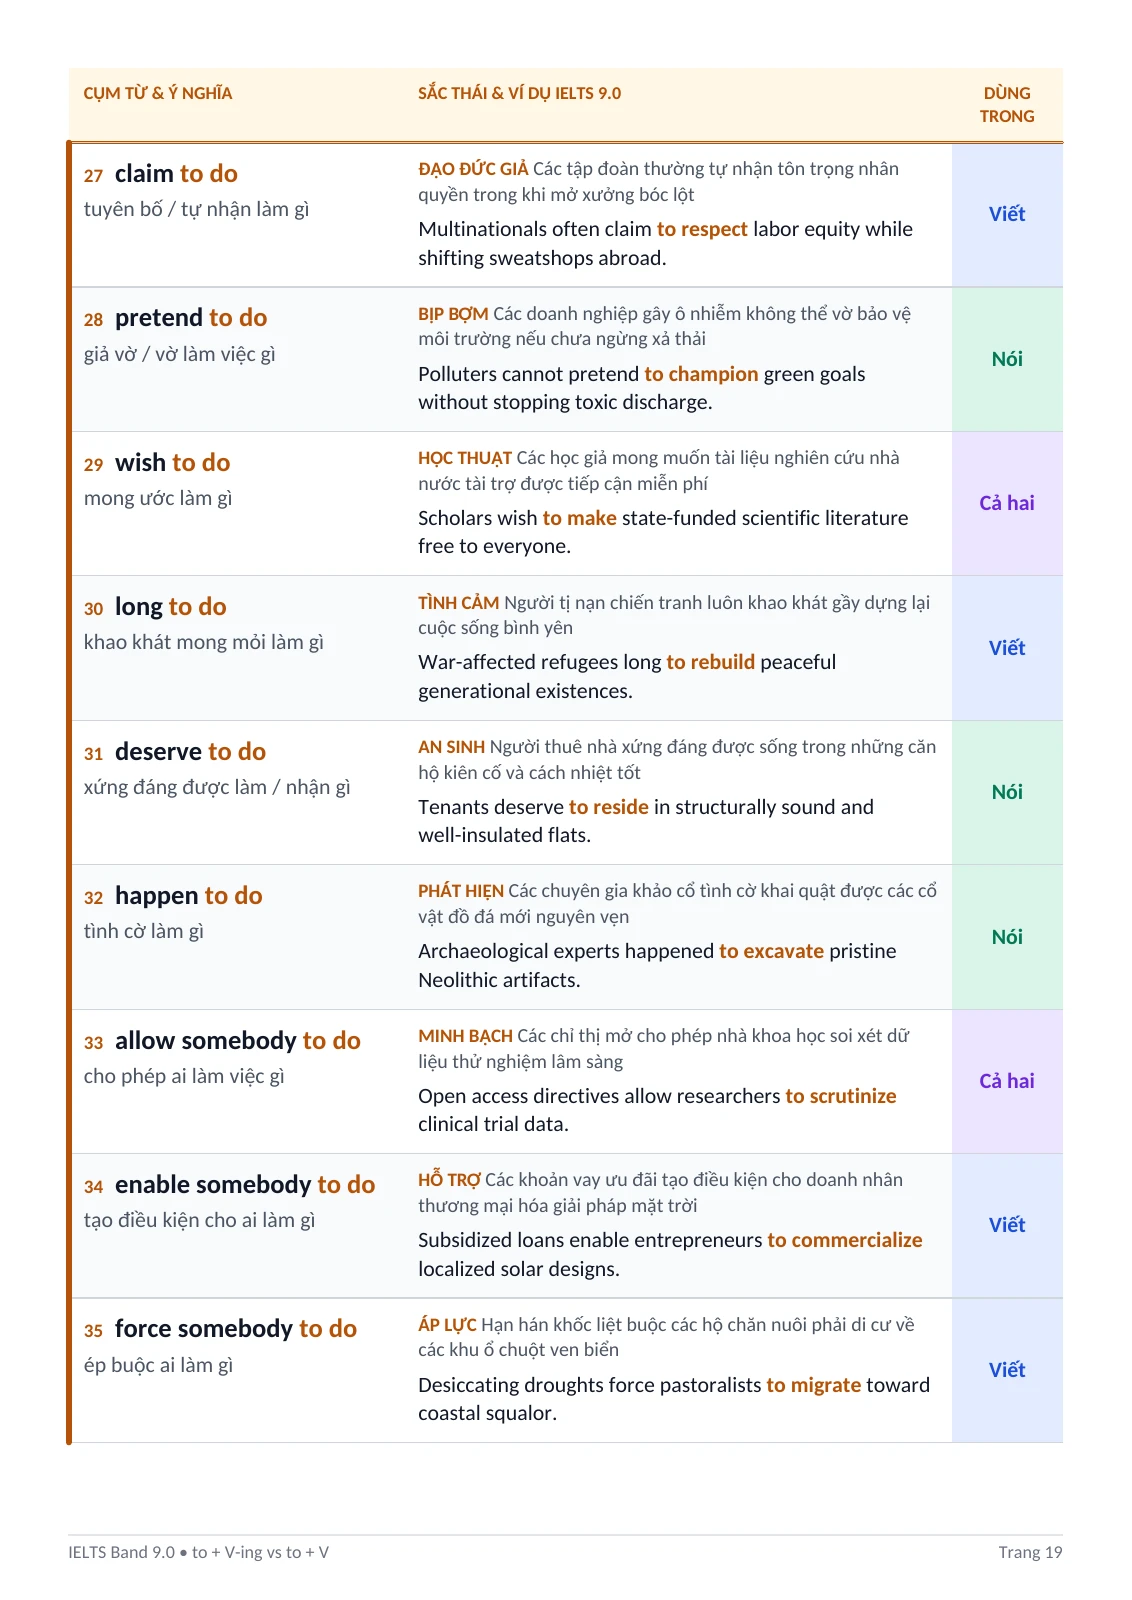 CỤM TỪ & Ý NGHĨA
SẮC THÁI & VÍ DỤ IELTS 9.0
DÙNG
TRONG
27 claim to do
tuyên bố / tự nhận làm gì
ĐẠO ĐỨC GIẢ Các tập đoàn thường tự nhận tôn trọng nhân
quyền trong khi mở xưởng bóc lột
Multinationals often claim to respect labor equity while
shifting sweatshops abroad.
Viết
28 pretend to do
giả vờ / vờ làm việc gì
BỊP BỢM Các doanh nghiệp gây ô nhiễm không thể vờ bảo vệ
môi trường nếu chưa ngừng xả thải
Polluters cannot pretend to champion green goals
without stopping toxic discharge.
Nói
29 wish to do
mong ước làm gì
HỌC THUẬT Các học giả mong muốn tài liệu nghiên cứu nhà
nước tài trợ được tiếp cận miễn phí
Scholars wish to make state-funded scientific literature
free to everyone.
Cả hai
30 long to do
khao khát mong mỏi làm gì
TÌNH CẢM Người tị nạn chiến tranh luôn khao khát gầy dựng lại
cuộc sống bình yên
War-affected refugees long to rebuild peaceful
generational existences.
Viết
31 deserve to do
xứng đáng được làm / nhận gì
AN SINH Người thuê nhà xứng đáng được sống trong những căn
hộ kiên cố và cách nhiệt tốt
Tenants deserve to reside in structurally sound and
well-insulated flats.
Nói
32 happen to do
tình cờ làm gì
PHÁT HIỆN Các chuyên gia khảo cổ tình cờ khai quật được các cổ
vật đồ đá mới nguyên vẹn
Archaeological experts happened to excavate pristine
Neolithic artifacts.
Nói
33 allow somebody to do
cho phép ai làm việc gì
MINH BẠCH Các chỉ thị mở cho phép nhà khoa học soi xét dữ
liệu thử nghiệm lâm sàng
Open access directives allow researchers to scrutinize
clinical trial data.
Cả hai
34 enable somebody to do
tạo điều kiện cho ai làm gì
HỖ TRỢ Các khoản vay ưu đãi tạo điều kiện cho doanh nhân
thương mại hóa giải pháp mặt trời
Subsidized loans enable entrepreneurs to commercialize
localized solar designs.
Viết
35 force somebody to do
ép buộc ai làm gì
ÁP LỰC Hạn hán khốc liệt buộc các hộ chăn nuôi phải di cư về
các khu ổ chuột ven biển
Desiccating droughts force pastoralists to migrate toward
coastal squalor.
Viết
IELTS Band 9.0 • to + V-ing vs to + V
Trang 19